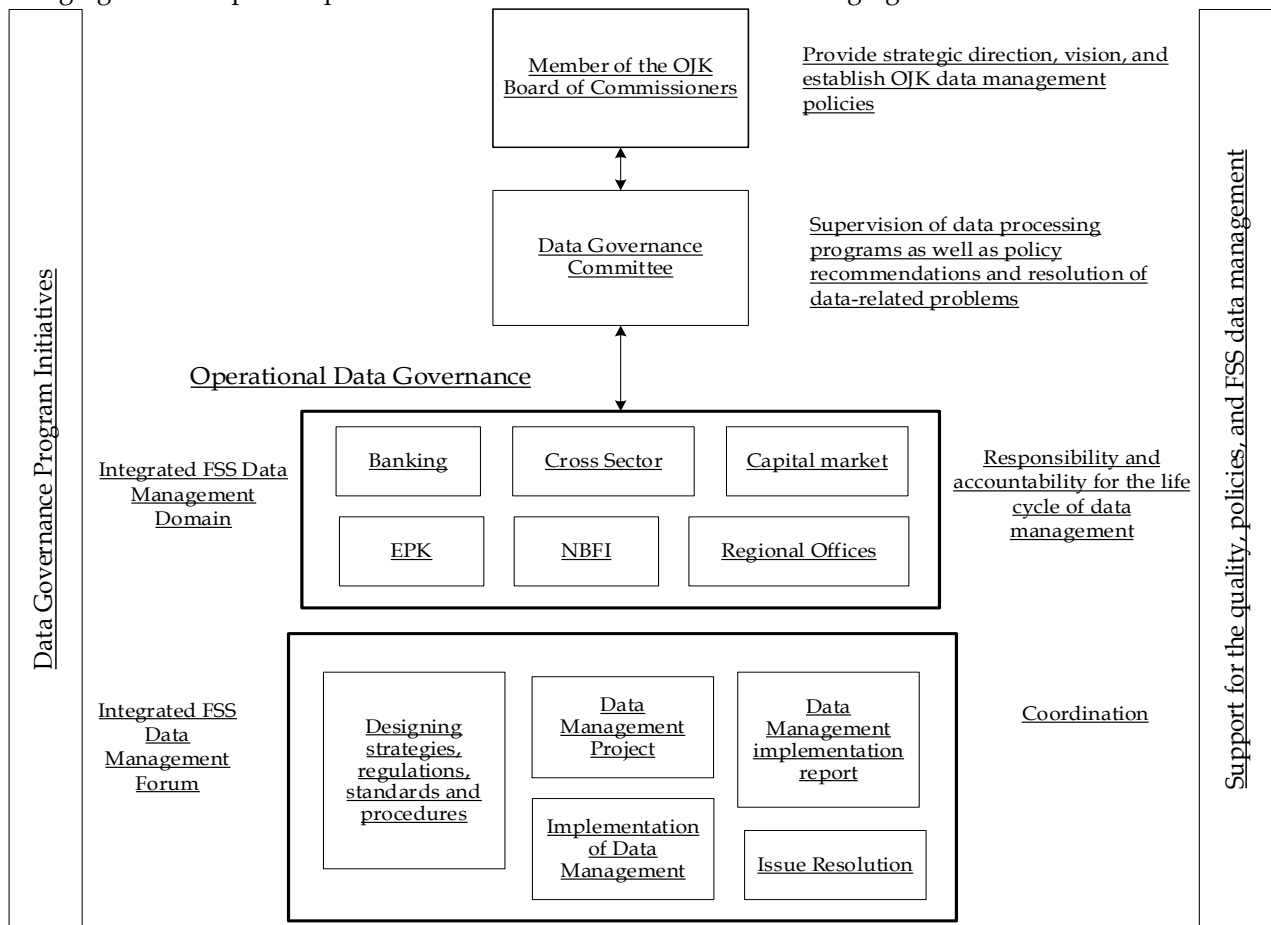 Member of the OJK
Board of Commissioners
Provide strategic direction, vision, and
establish OJK data management
policies
Data Governance
Committee
Supervision of data processing
programs as well as policy
recommendations and resolution of
data-related problems
Data Governance Program Initiatives
Support for the quality, policies, and FSS data management
Operational Data Governance
Integrated FSS Data
Management
Domain
Banking
Cross Sector
Capital market
EPK
NBFI
Regional Offices
Responsibility and
accountability for the life
cycle of data
management
Integrated FSS
Data
Management
Forum
Designing
strategies,
regulations,
standards and
procedures
Data
Management
Project
Data
Management
implementation
report
Implementation
of Data
Management
Issue Resolution
Coordination